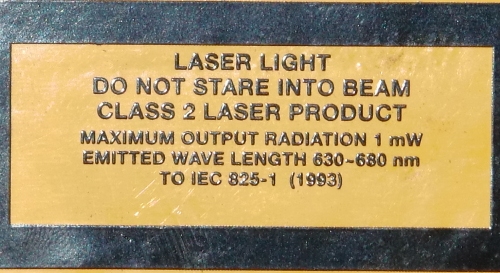 LASER LIGHT
DO NOT STARE INTO BEAM
CLASS 2 LASER PRODUCT
MAXIMUM OUTPUT RADIATION 1 mW
EMITTED WAVE LENGTH 630~680 nm
TO IEC 825-1 (1993)